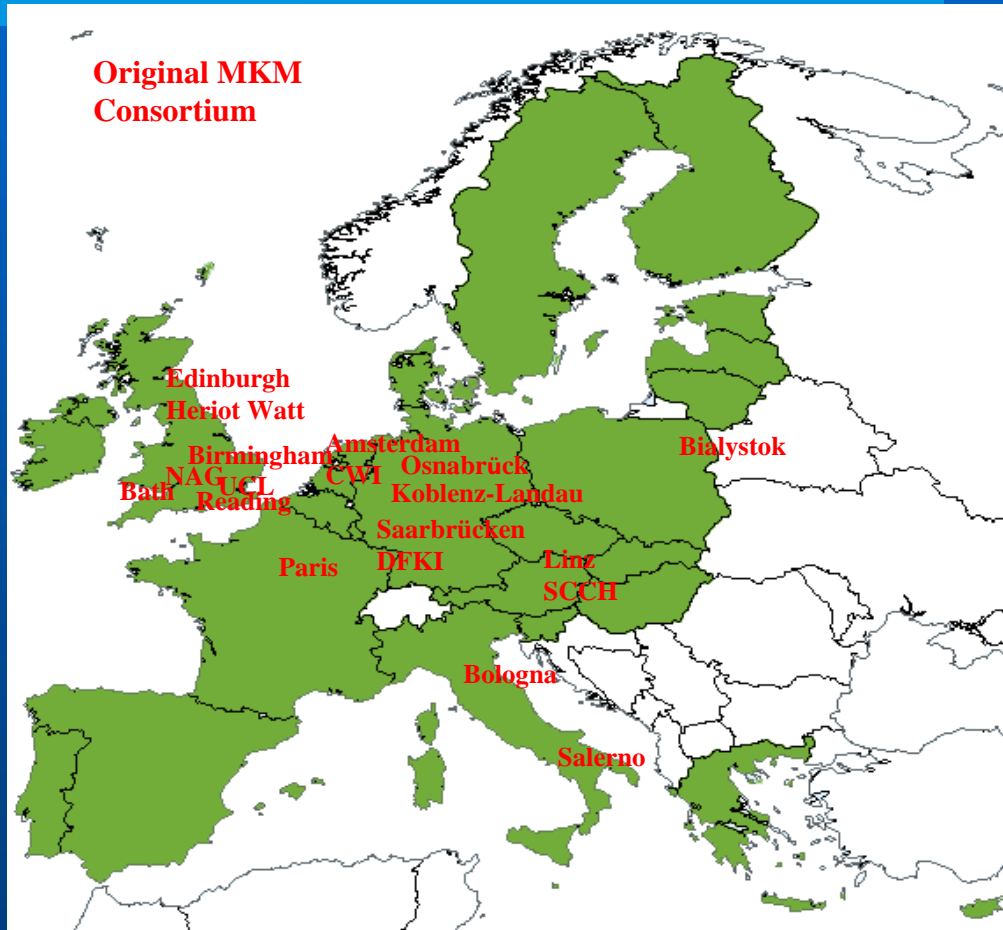 Original MKM
Consortium
Edinburgh
Heriot Watt
Birmingham
NAG
UCL
Bath
Reading
Amsterdam
CWI
Osnabrück
Koblenz-Landau
Bialystok
Saarbrücken
DFKI
Paris
Linz
SCCH
Bologna
Salerno